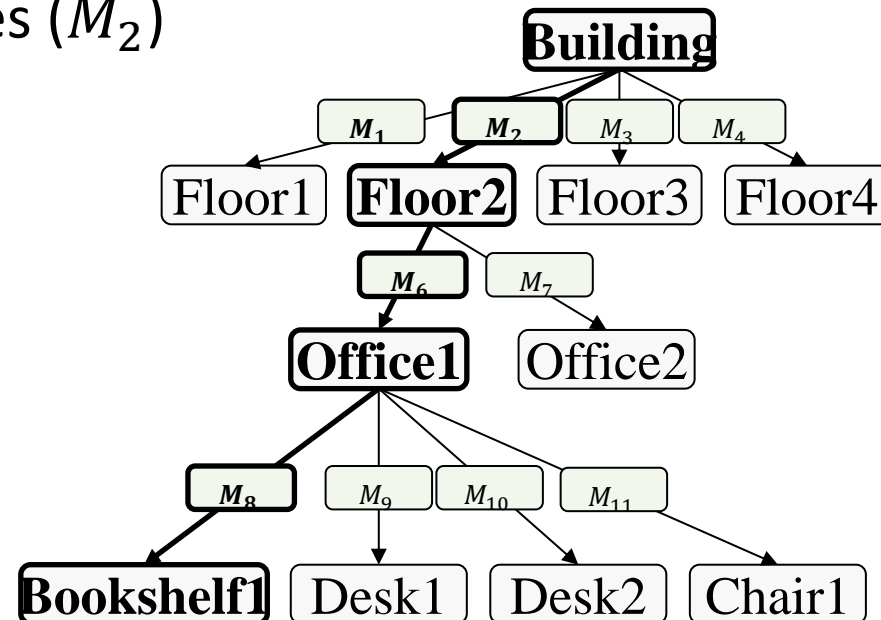 es (M₂)
Building
M₁ M₂ M₃ M₄
Floor1 Floor2 Floor3 Floor4
M₆ M₇
Office1 Office2
M₈ M₉ M₁₀ M₁₁
Bookshelf1 Desk1 Desk2 Chair1